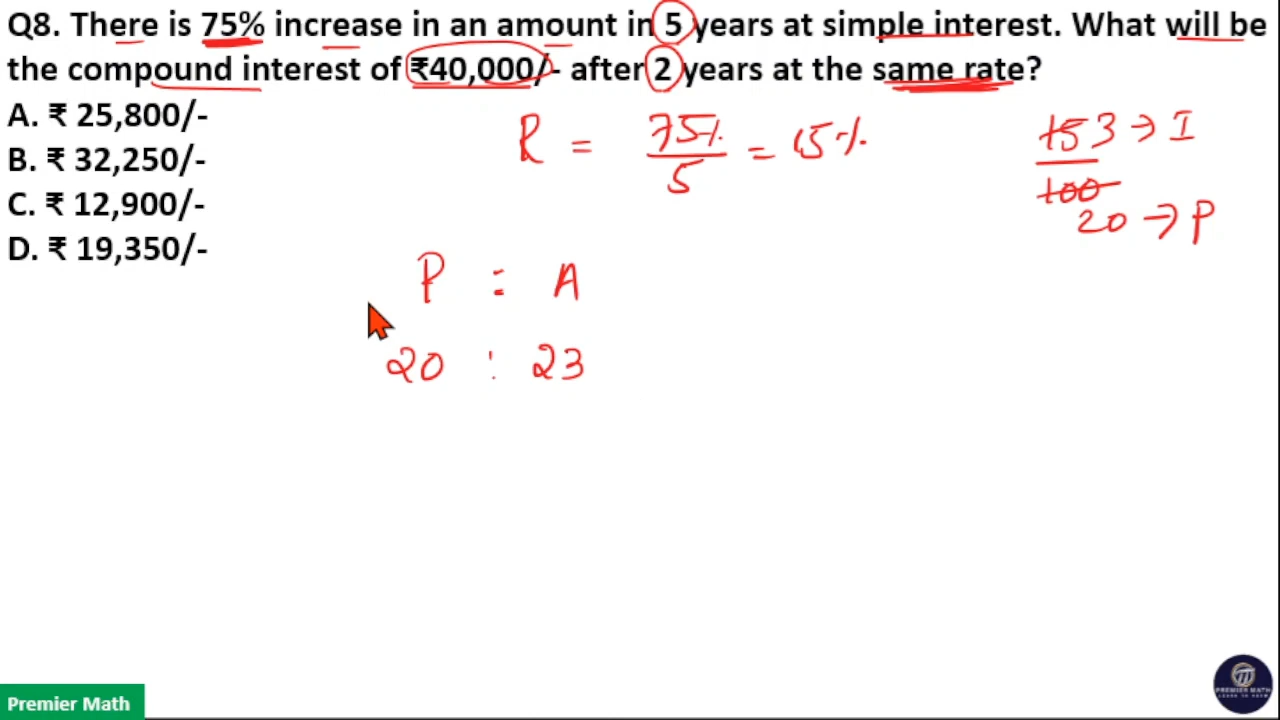 Q8. There is 75% increase in an amount in 5 years at simple interest. What will be
the compound interest of ₹40,000/- after 2 years at the same rate?
A. ₹ 25,800/-
B. ₹ 32,250/-
C. ₹ 12,900/-
D. ₹ 19,350/-
R = 75% / 5 = 15%
15 3 → I
100
20 → P
P : A
20 : 23
Premier Math
PREMIER MATH